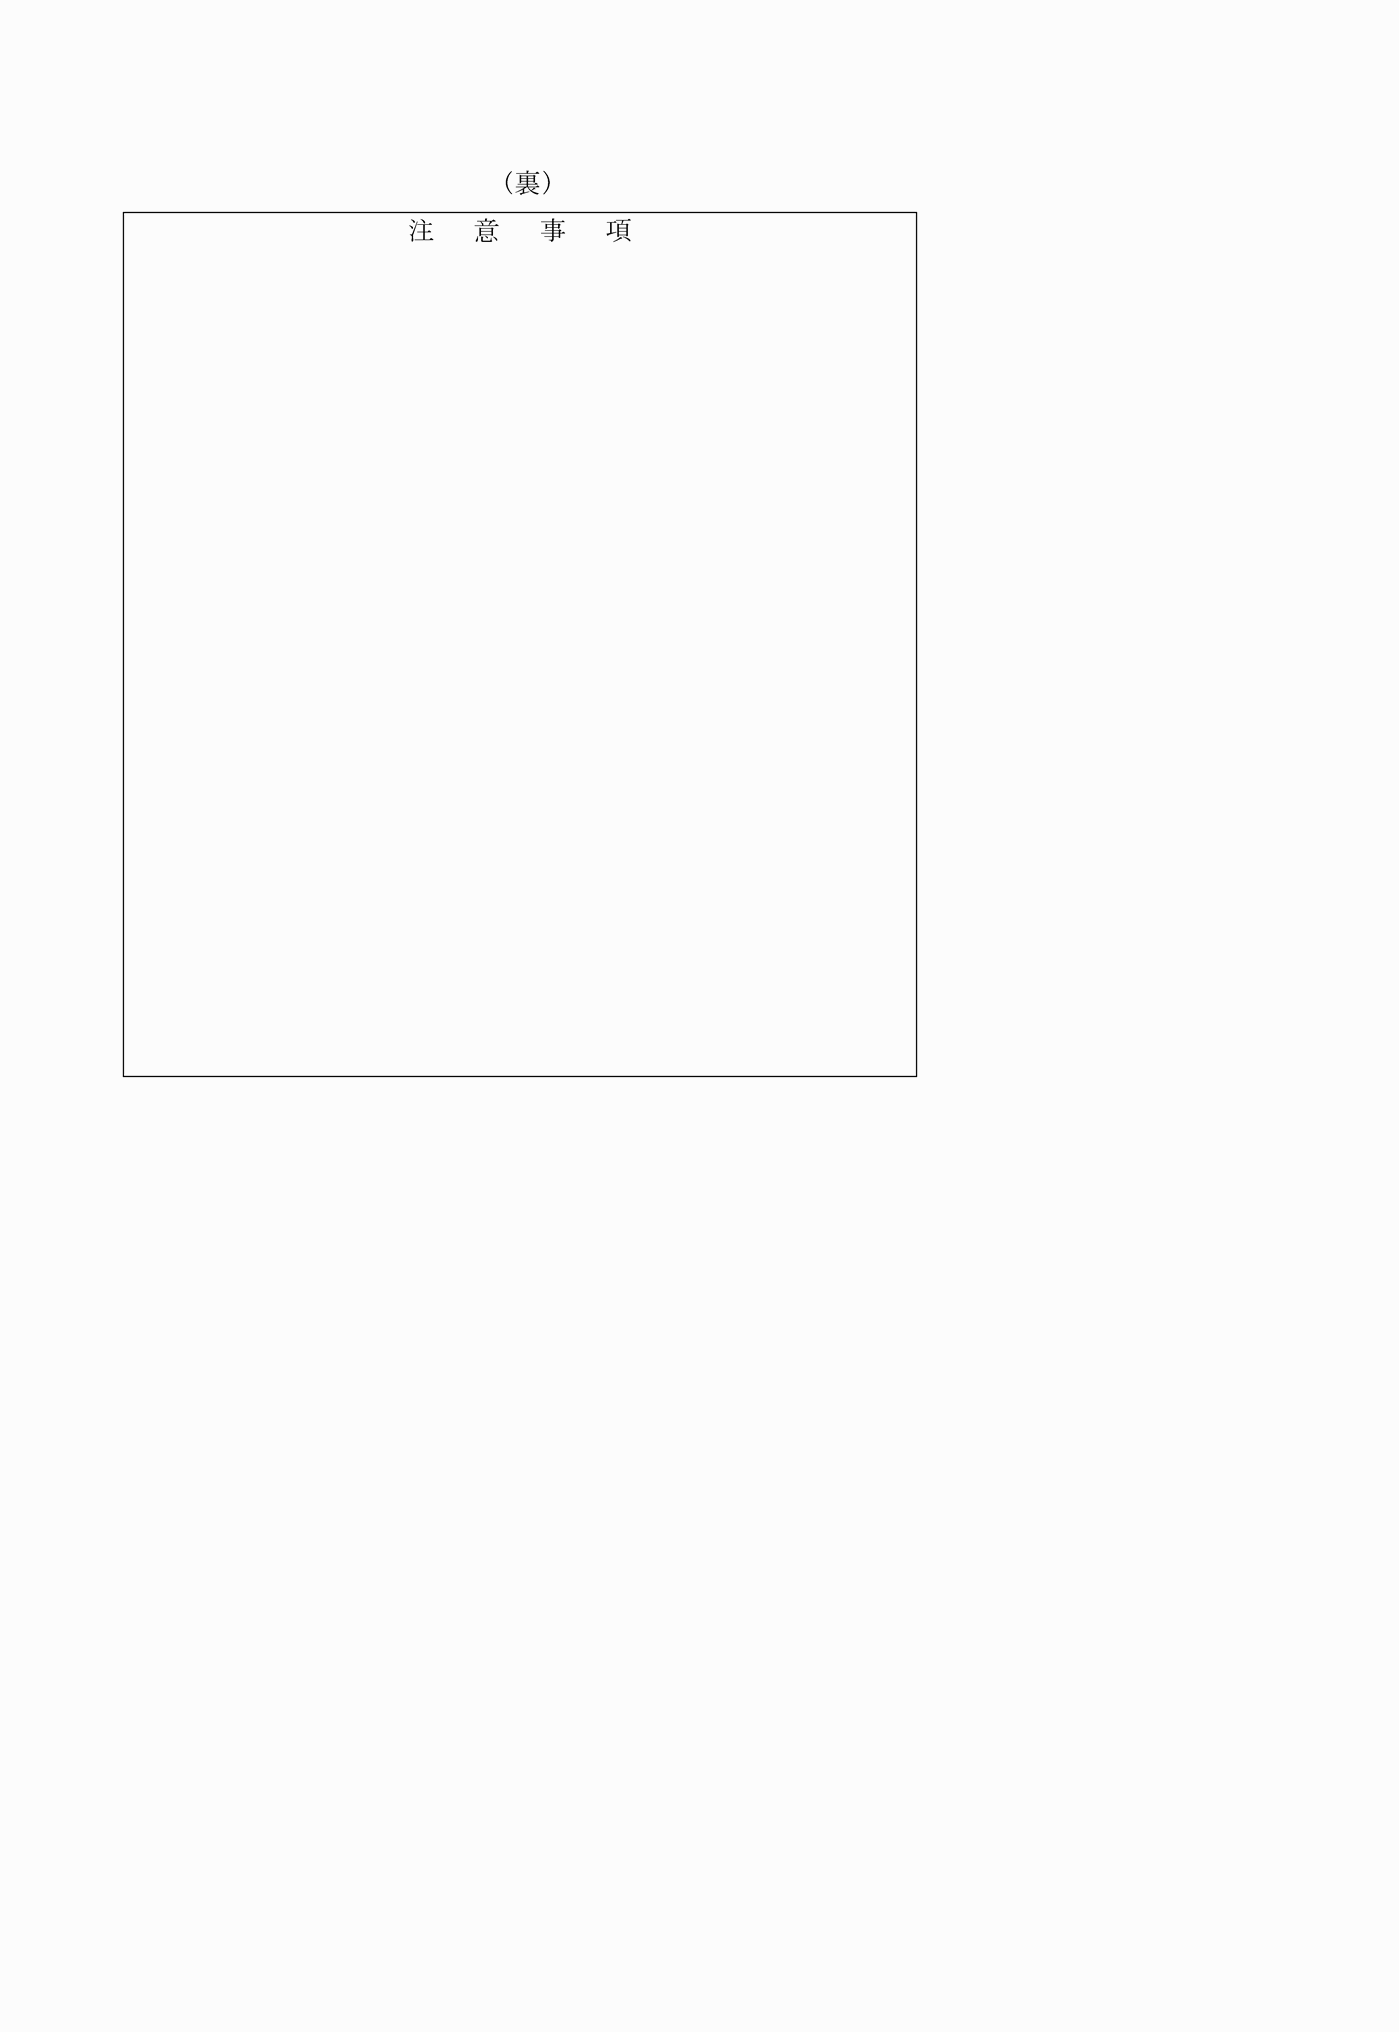 （裏）
注　意　事　項